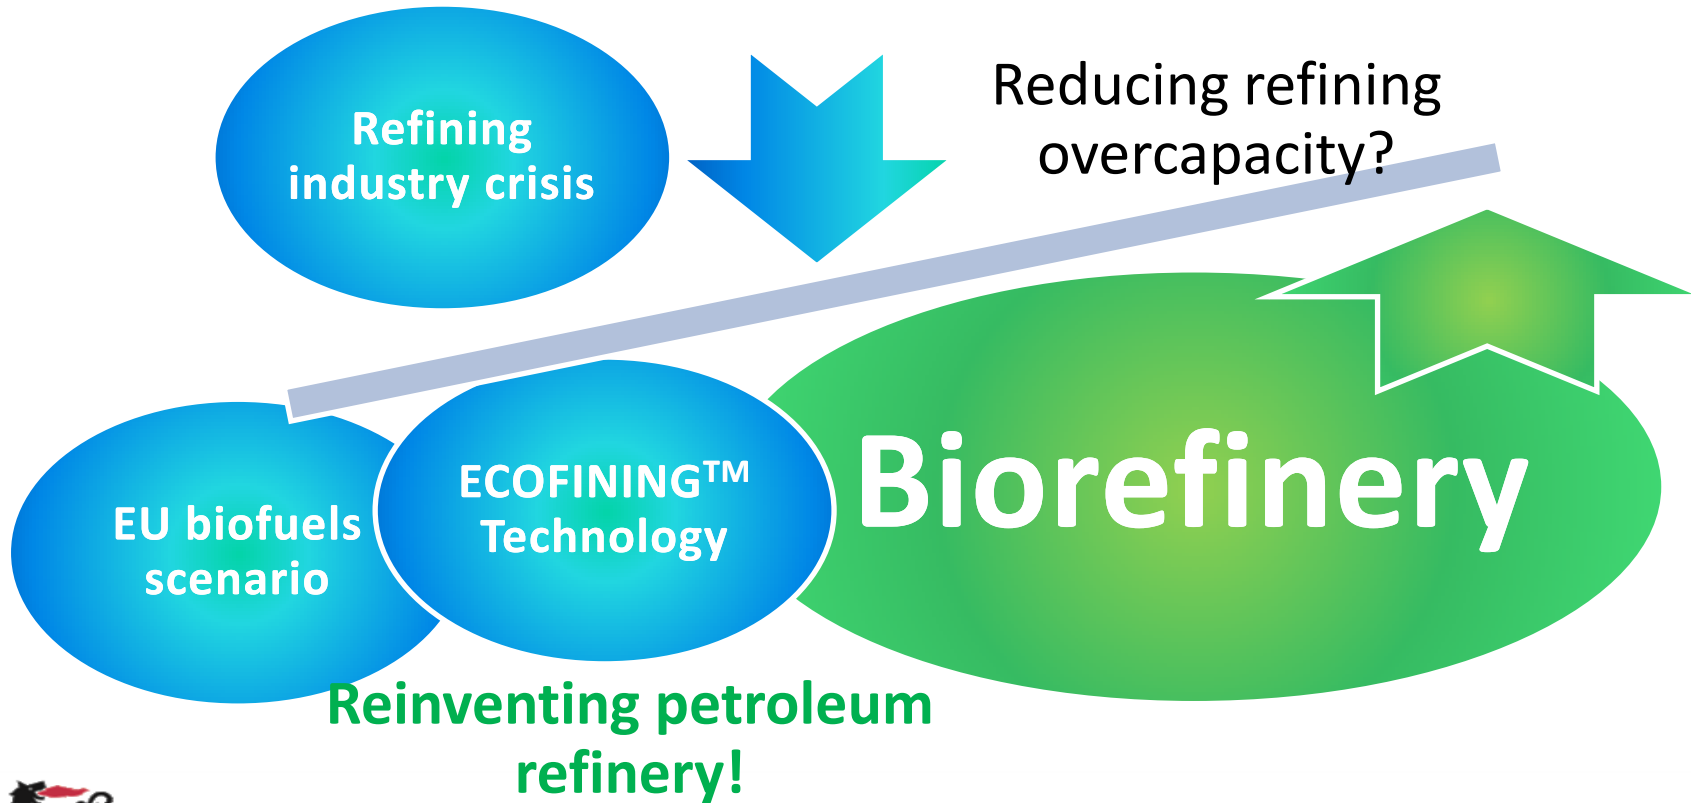 Refining
industry crisis
Reducing refining
overcapacity?
EU biofuels
scenario
ECOFINING™
Technology
Biorefinery
Reinventing petroleum
refinery!